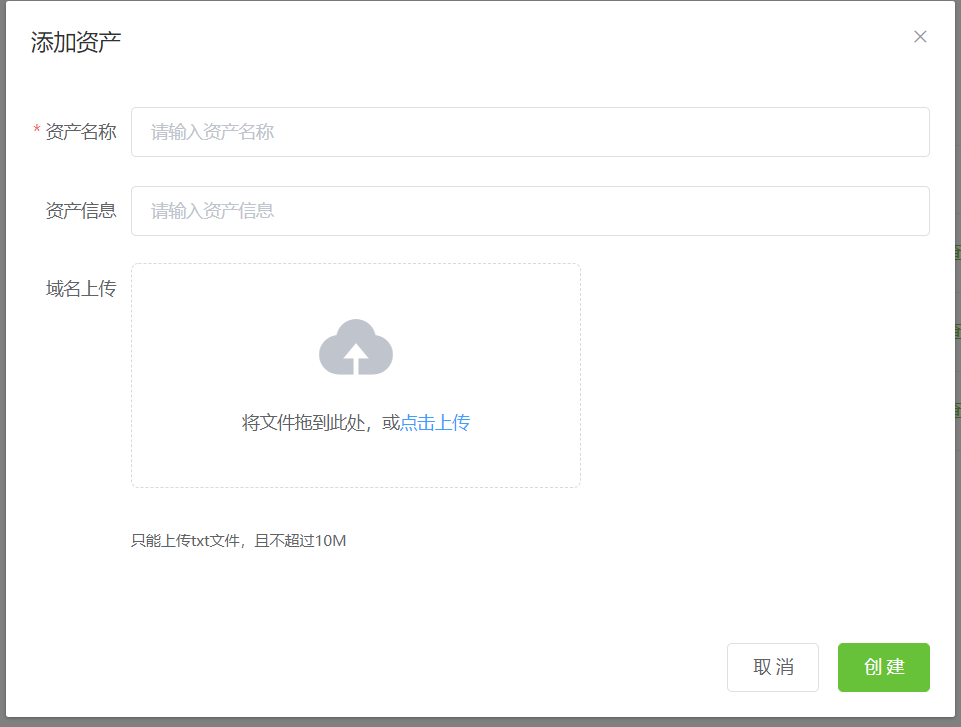 添加资产
* 资产名称 请输入资产名称
资产信息 请输入资产信息
域名上传
将文件拖到此处，或点击上传
只能上传txt文件，且不超过10M
取消 创建